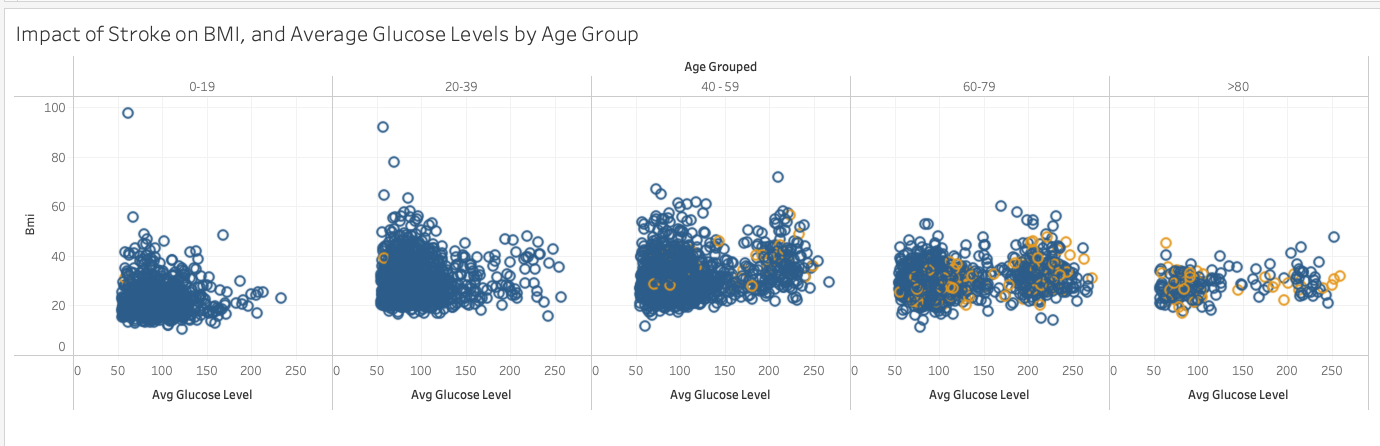 Impact of Stroke on BMI, and Average Glucose Levels by Age Group
Age Grouped
0-19 20-39 40 - 59 60-79 >80
Bmi
100
80
60
40
20
0
0 50 100 150 200 250 0 50 100 150 200 250 0 50 100 150 200 250 0 50 100 150 200 250 0 50 100 150 200 250
Avg Glucose Level Avg Glucose Level Avg Glucose Level Avg Glucose Level Avg Glucose Level